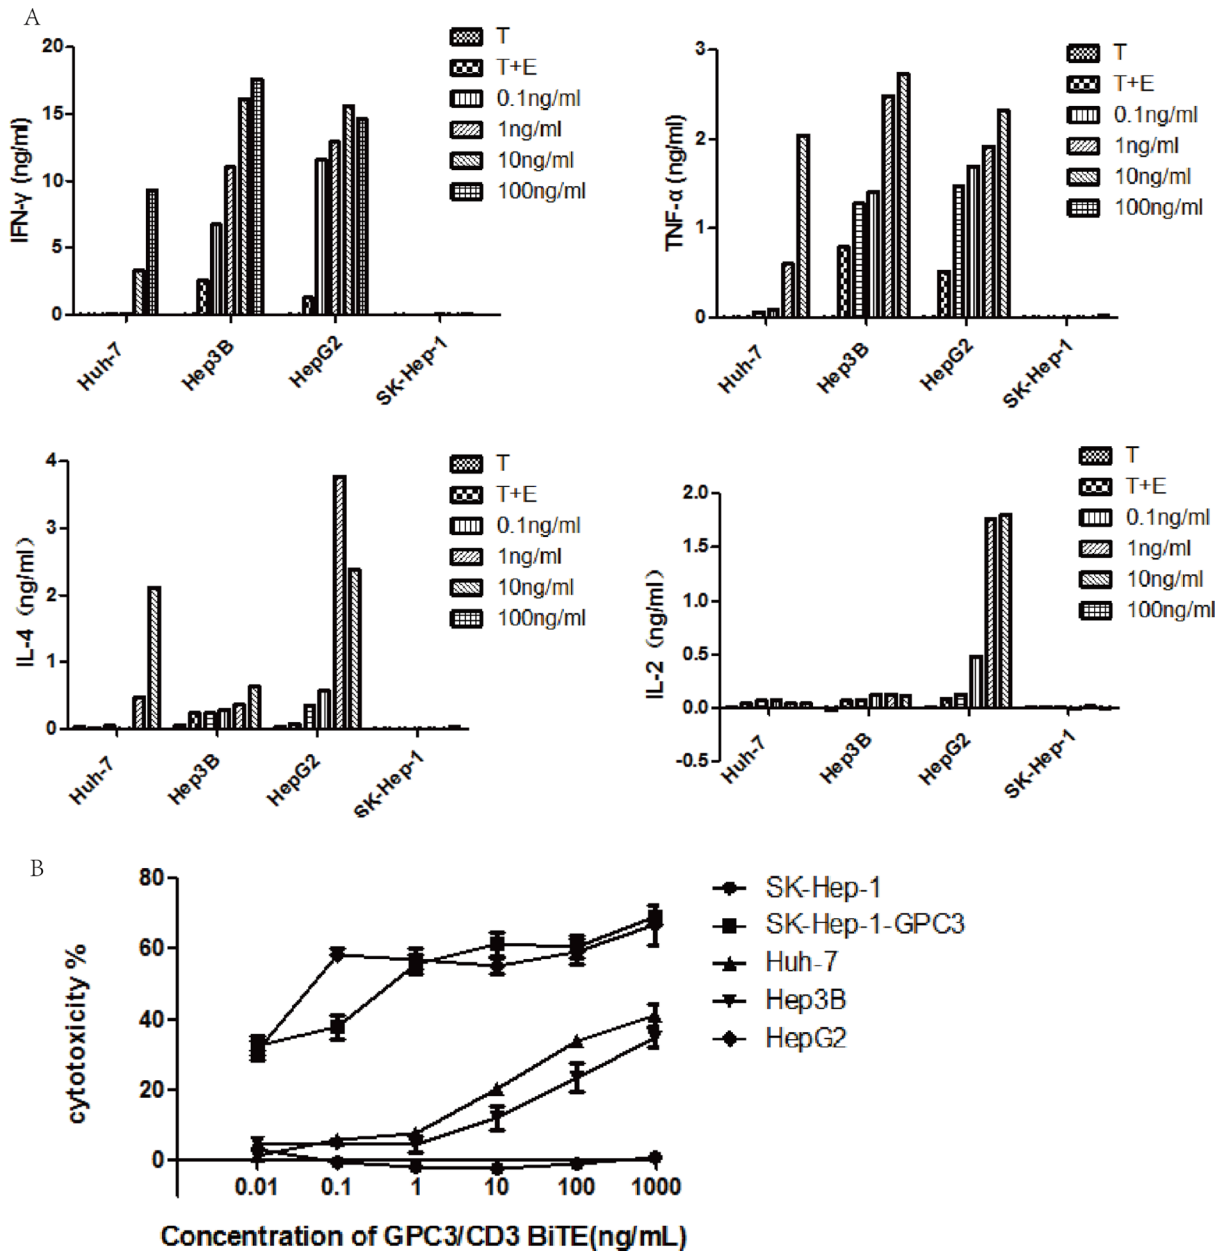 A
IFN-γ (ng/ml)
20
15
10
5
0
Huh-7
Hep3B
HepG2
SK-Hep-1
T
T+E
0.1ng/ml
1ng/ml
10ng/ml
100ng/ml
TNF-α (ng/ml)
3
2
1
0
Huh-7
Hep3B
HepG2
SK-Hep-1
T
T+E
0.1ng/ml
1ng/ml
10ng/ml
100ng/ml
IL-4 (ng/ml)
4
3
2
1
0
Huh-7
Hep3B
HepG2
SK-Hep-1
T
T+E
0.1ng/ml
1ng/ml
10ng/ml
100ng/ml
IL-2 (ng/ml)
2.0
1.5
1.0
0.5
0.0
-0.5
Huh-7
Hep3B
HepG2
SK-Hep-1
T
T+E
0.1ng/ml
1ng/ml
10ng/ml
100ng/ml
B
cytotoxicity %
80
60
40
20
0
0.01 0.1 1 10 100 1000
Concentration of GPC3/CD3 BiTE(ng/mL)
SK-Hep-1
SK-Hep-1-GPC3
Huh-7
Hep3B
HepG2